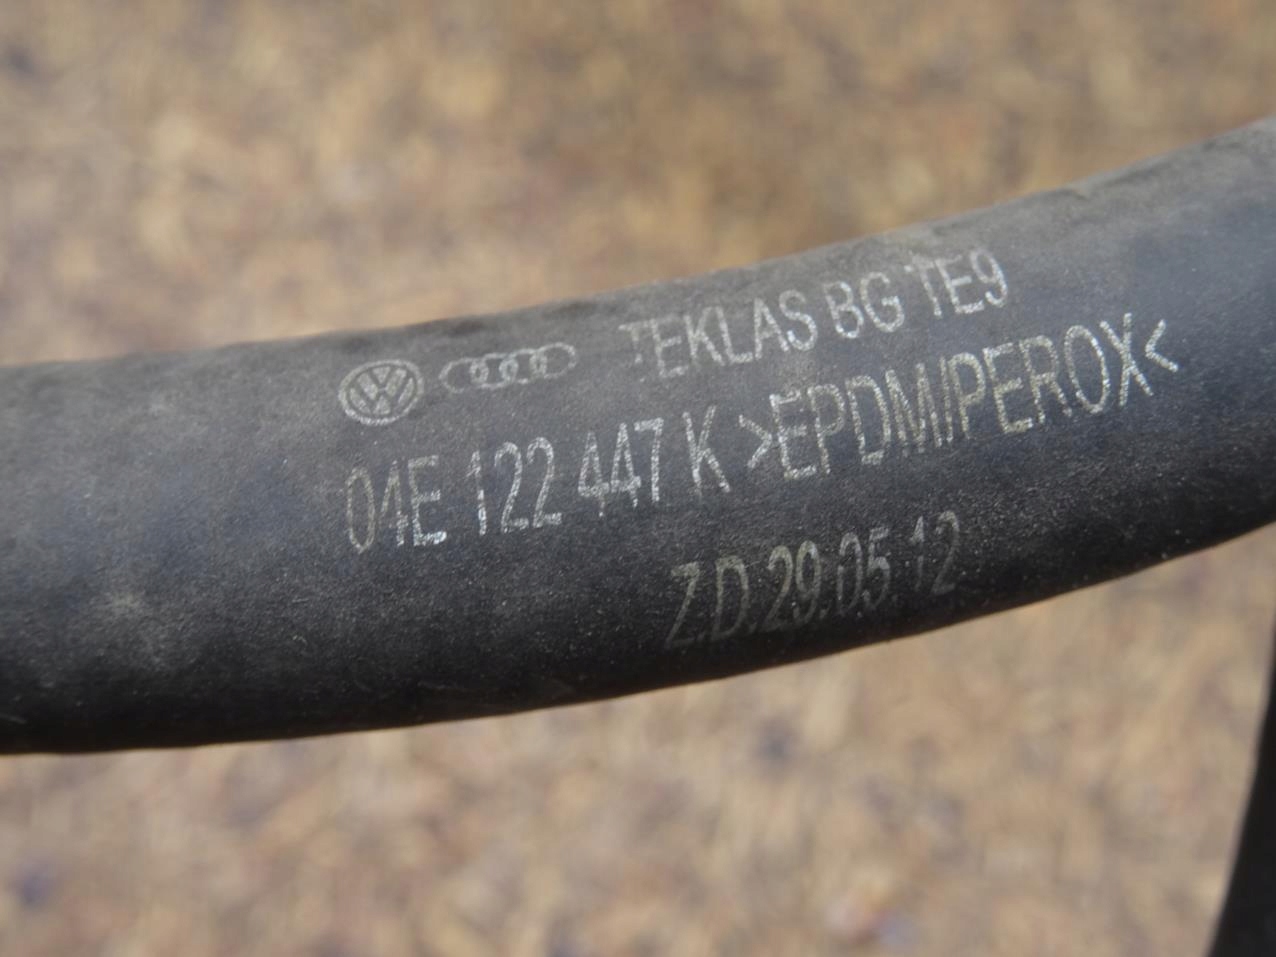 TEKLAS BG TE9
04E 122 447 K >EPDM/PEROX<
Z.D. 29.05.12